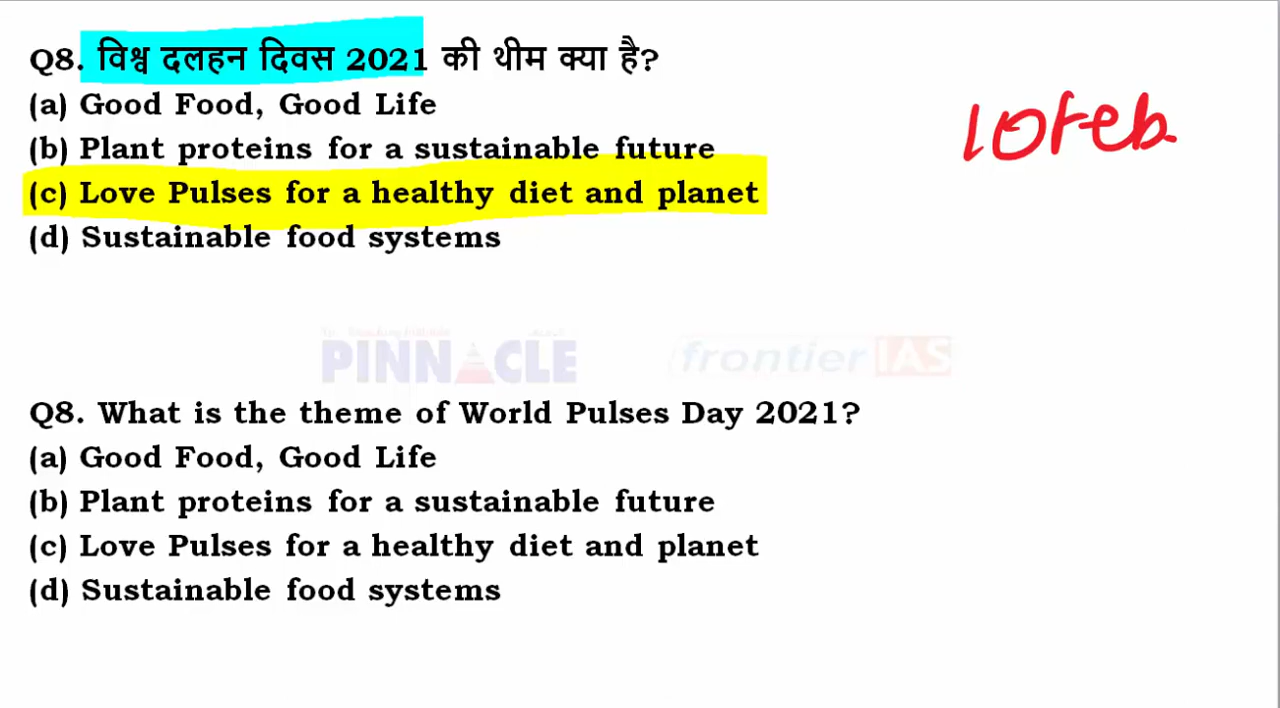 Q8. विश्व दलहन दिवस 2021 की थीम क्या है?
(a) Good Food, Good Life
10Feb
(b) Plant proteins for a sustainable future
(c) Love Pulses for a healthy diet and planet
(d) Sustainable food systems
PINNACLE
frontier IAS
Q8. What is the theme of World Pulses Day 2021?
(a) Good Food, Good Life
(b) Plant proteins for a sustainable future
(c) Love Pulses for a healthy diet and planet
(d) Sustainable food systems